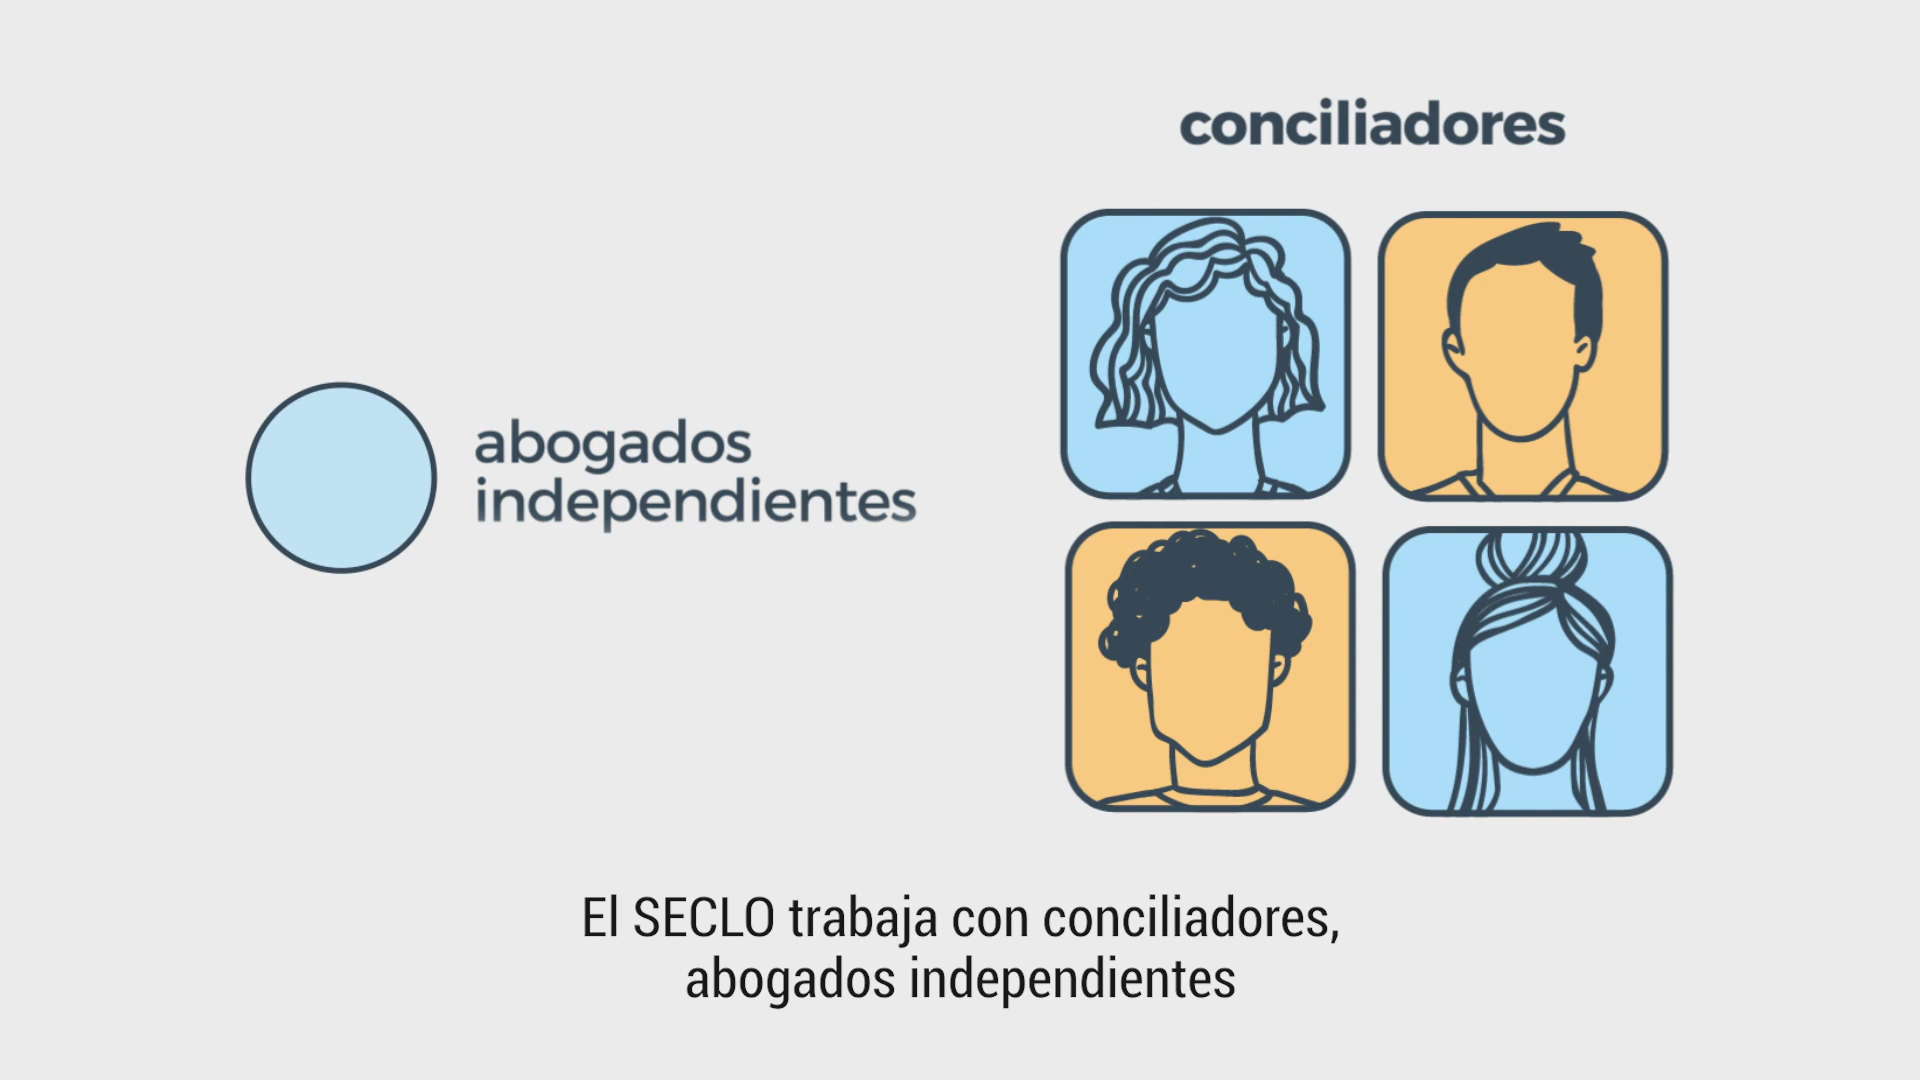 conciliadores
abogados
independientes
El SECLO trabaja con conciliadores,
abogados independientes